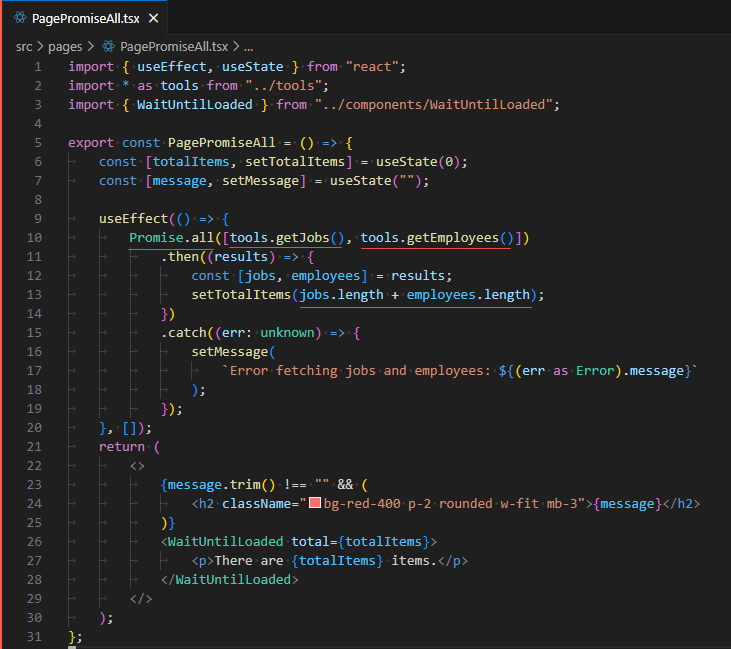 PagePromiseAll.tsx ✕
src > pages > PagePromiseAll.tsx > ...
1 import { useEffect, useState } from "react";
2 import * as tools from "../tools";
3 import { WaitUntilLoaded } from "../components/WaitUntilLoaded";
4
5 export const PagePromiseAll = () => {
6 const [totalItems, setTotalItems] = useState(0);
7 const [message, setMessage] = useState("");
8
9 useEffect(() => {
10 Promise.all([tools.getJobs(), tools.getEmployees()])
11 .then((results) => {
12 const [jobs, employees] = results;
13 setTotalItems(jobs.length + employees.length);
14 })
15 .catch((err: unknown) => {
16 setMessage(
17 `Error fetching jobs and employees: ${(err as Error).message}`
18 );
19 });
20 }, []);
21 return (
22 <>
23 {message.trim() !== "" && (
24 <h2 className="bg-red-400 p-2 rounded w-fit mb-3">{message}</h2>
25 )}
26 <WaitUntilLoaded total={totalItems}>
27 <p>There are {totalItems} items.</p>
28 </WaitUntilLoaded>
29 </>
30 );
31 };